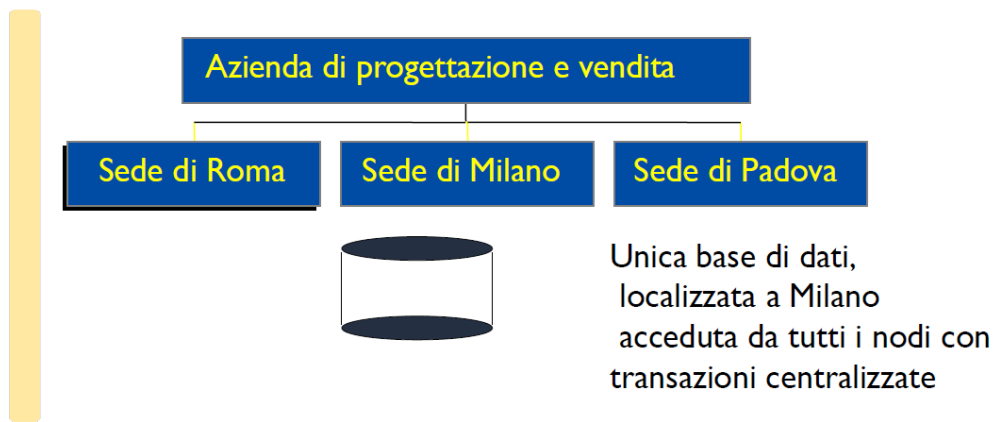 Azienda di progettazione e vendita
Sede di Roma
Sede di Milano
Sede di Padova
Unica base di dati,
localizzata a Milano
acceduta da tutti i nodi con
transazioni centralizzate